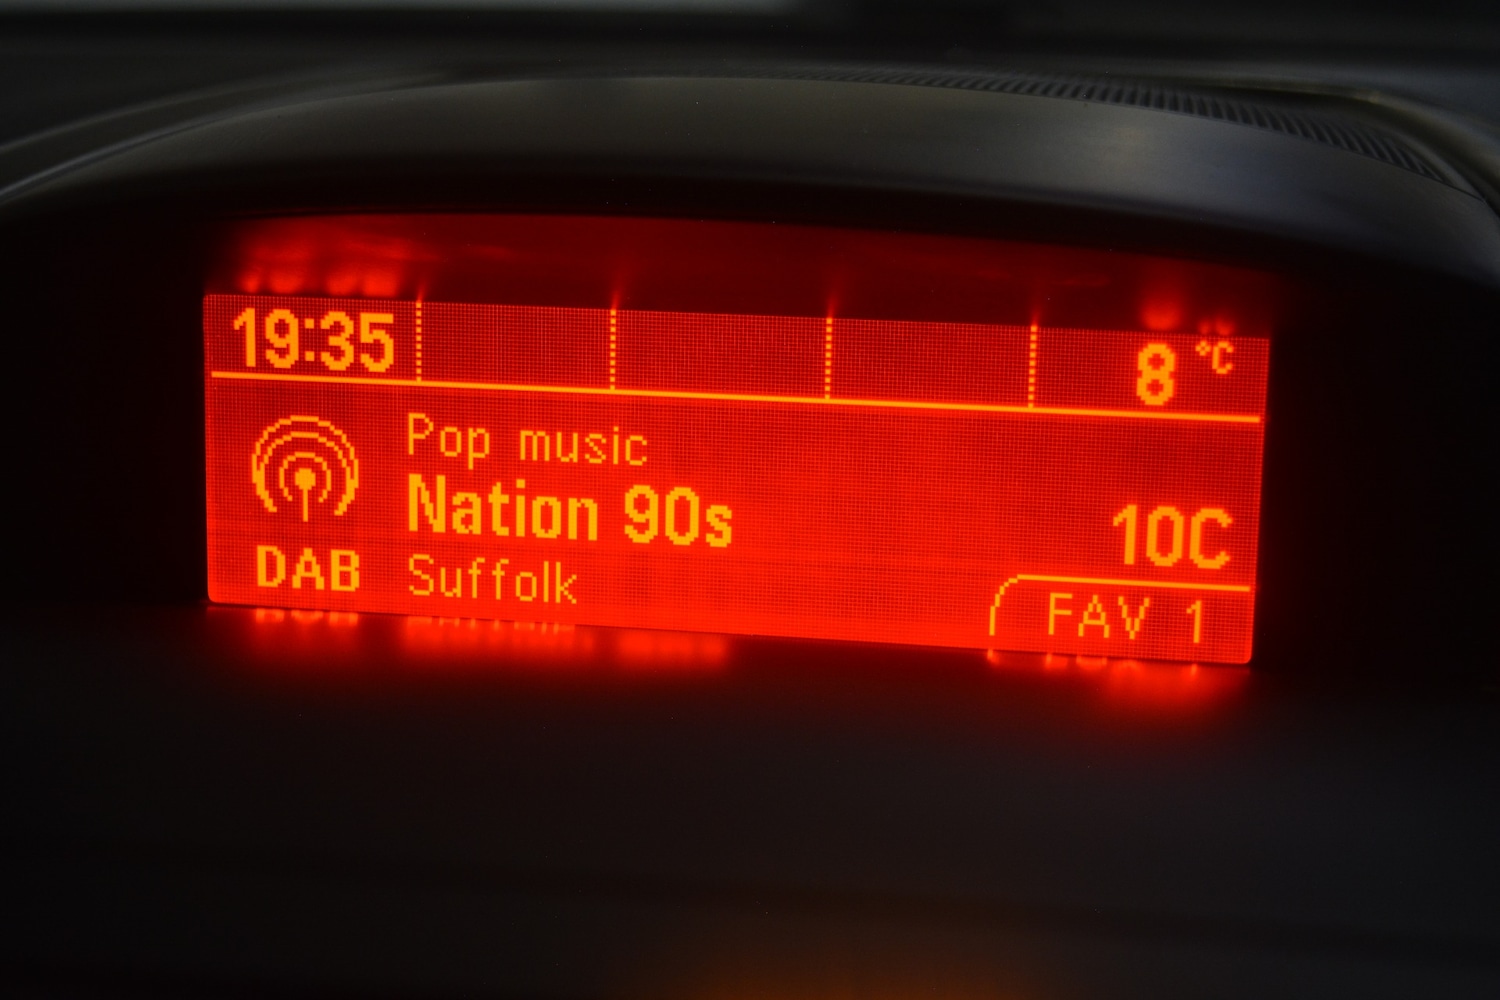 19:35 8 °C
Pop music
Nation 90s 10C
DAB Suffolk
FAV 1